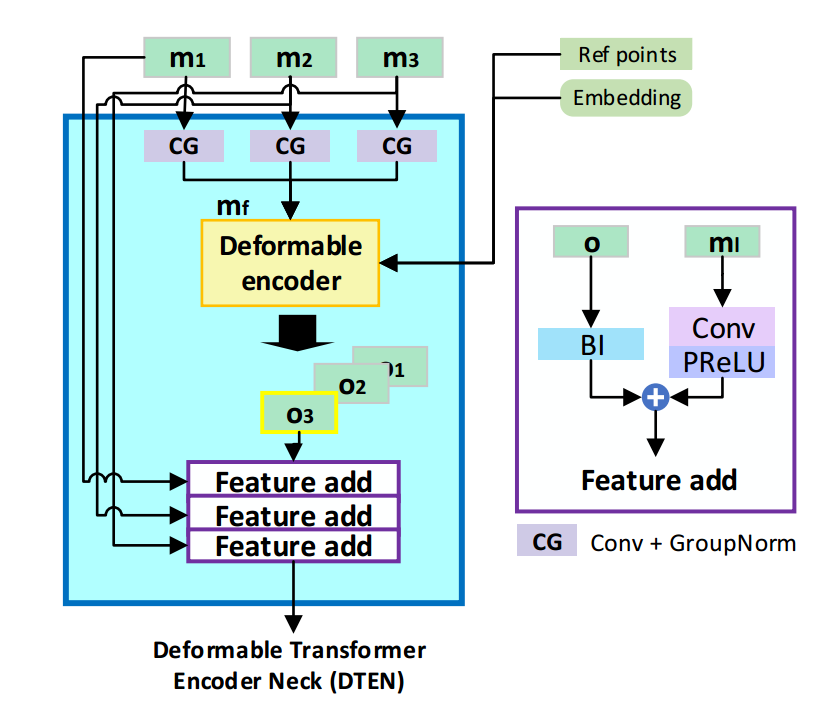 m1
m2
m3
Ref points
Embedding
CG
CG
CG
mf
Deformable
encoder
o1
o2
o3
Feature add
Feature add
Feature add
Deformable Transformer
Encoder Neck (DTEN)
o
ml
BI
Conv
PReLU
+
Feature add
CG
Conv + GroupNorm